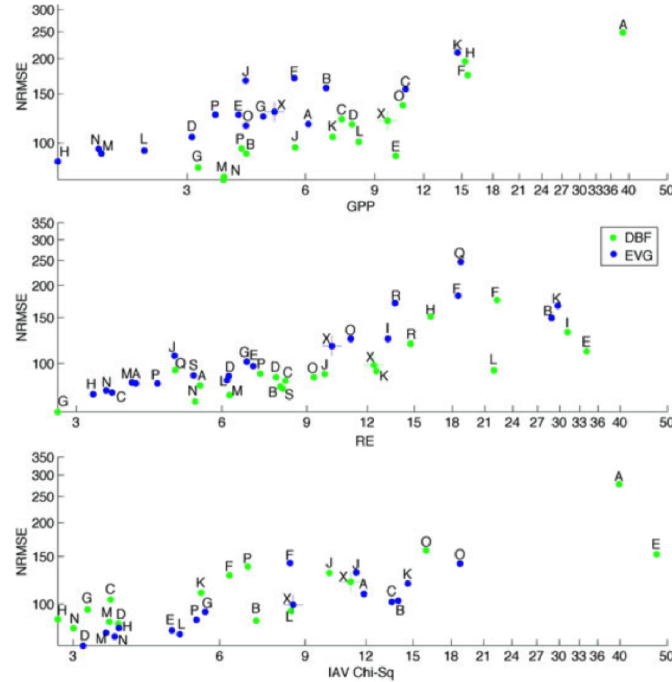 300
A
200
K H
J F F
150
B C
NRMSE
O
P E G X C X
O A D
D K
100
N M L P B J L E
H
G
M N
3 6 9 12 15 18 21 24 27 30 33 36 40 50
GPP
350
300
DBF
250
Q
EVG
200
F F
K
R
150
H B
NRMSE
I
X O I R
J
E
G E X
100
Q S D P D C O J K L
M A P L
H N C A B S
N M
G
3 6 9 12 15 18 21 24 27 30 33 36 40 50
RE
350
300
A
250
200
150
F O O E
NRMSE
F P
J J
K X K
C A
C B
100
G X
H M D P G L
N H B
M N E L
D
3 6 9 12 15 18 21 24 27 30 33 36 40 50
IAV Chi-Sq